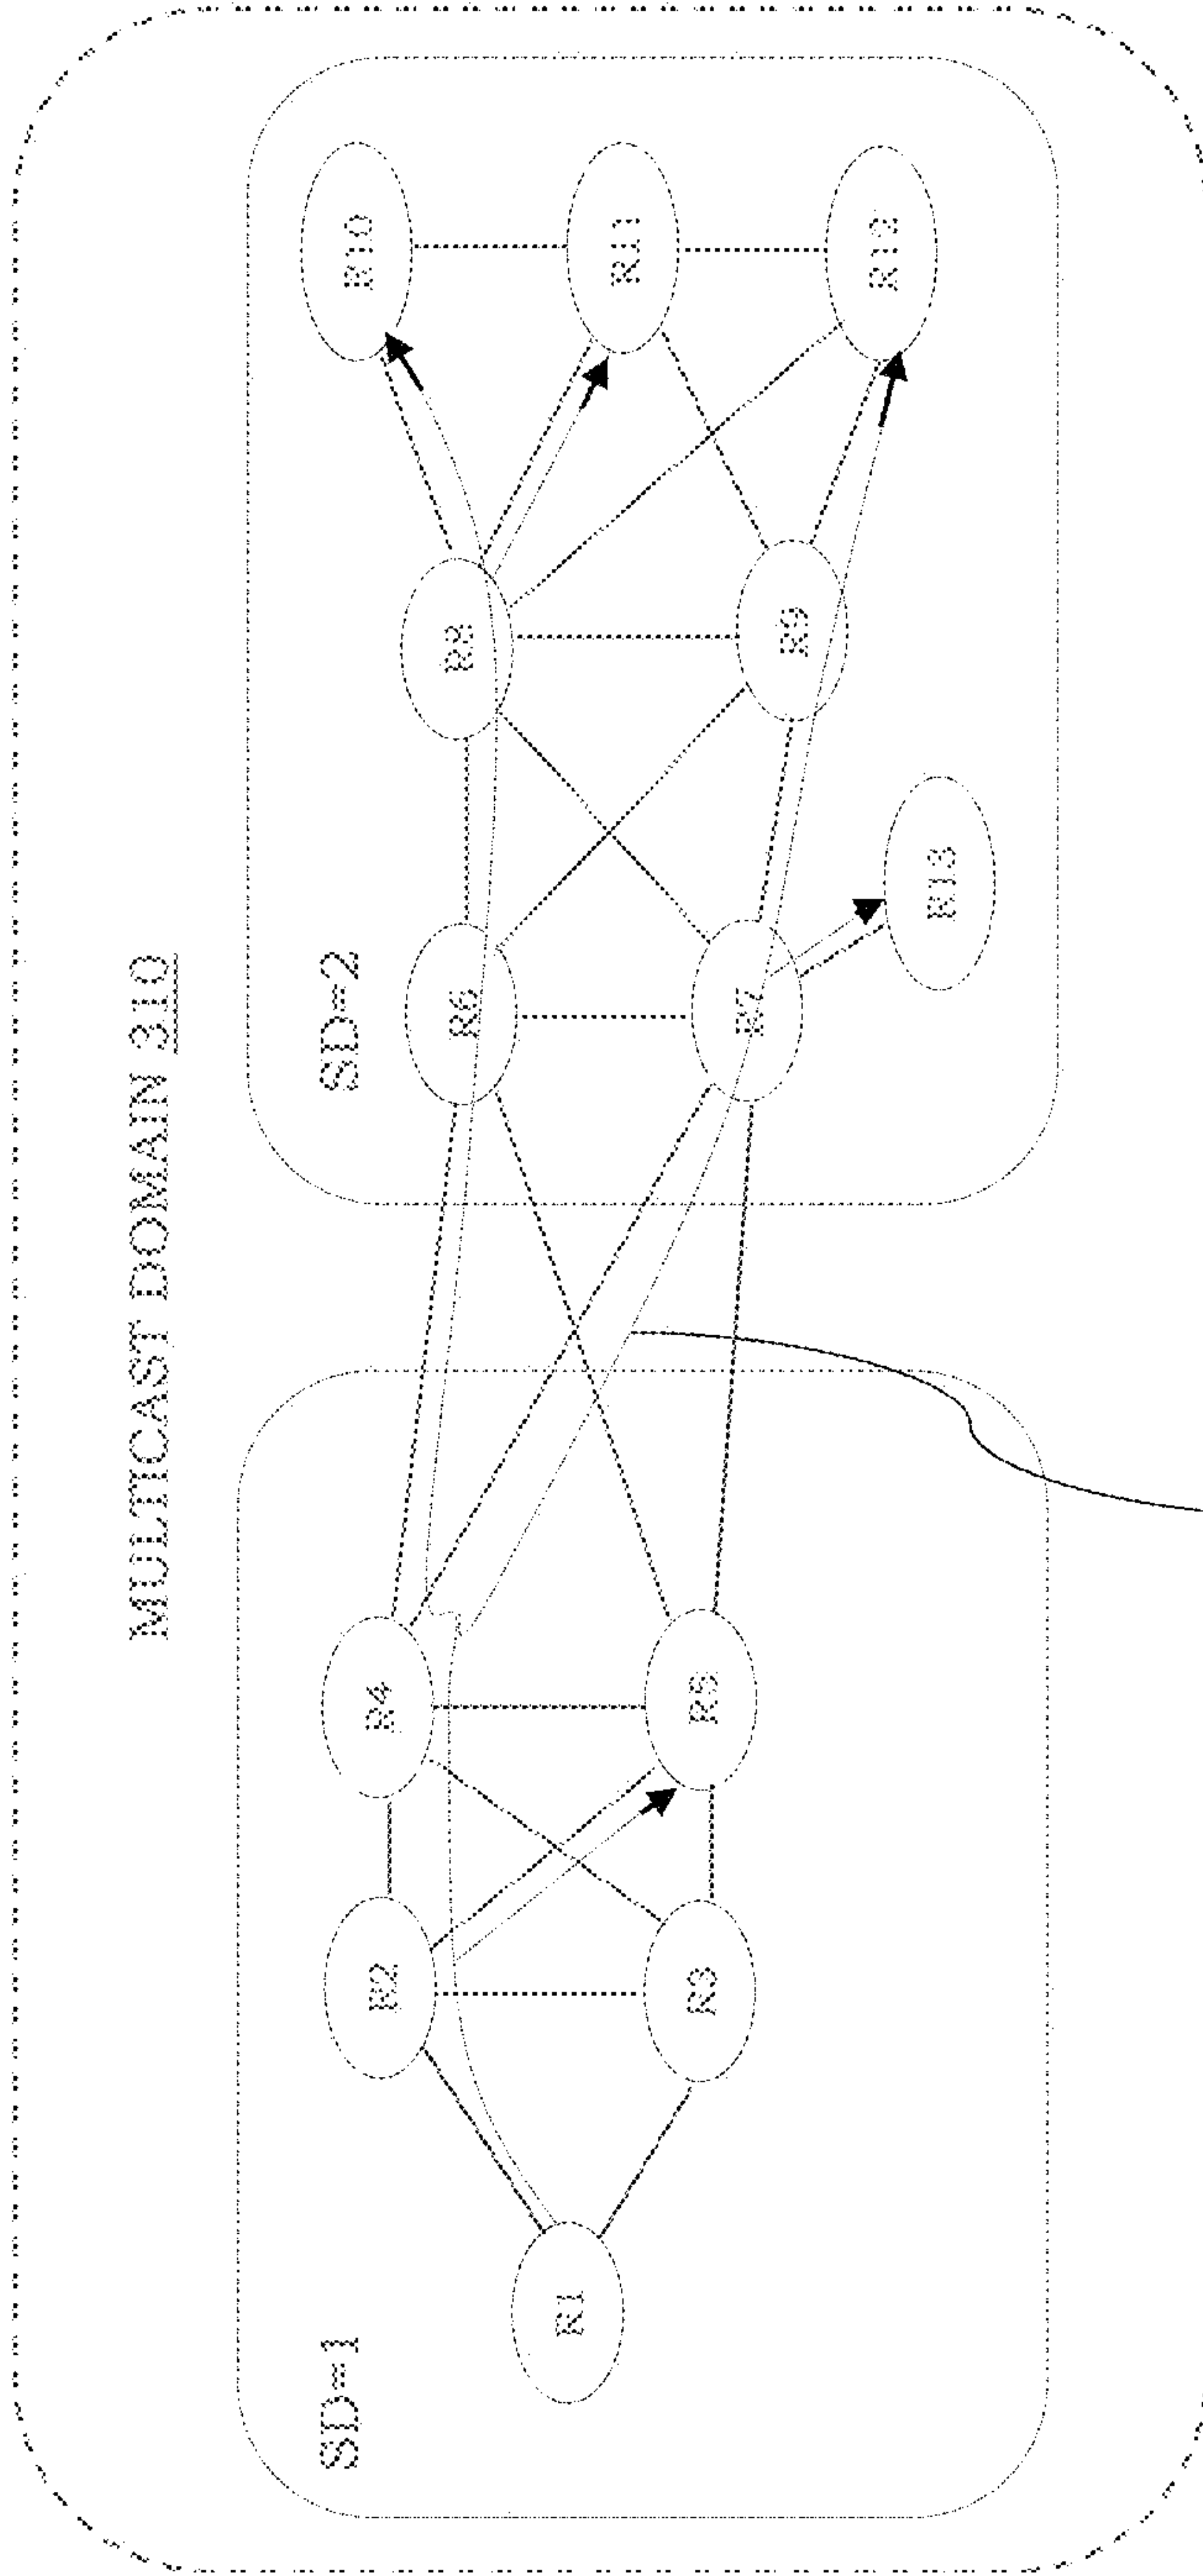 MULTICAST DOMAIN 310
SD=1
SD=2
R1
R2
R3
R4
R5
R6
R7
R8
R9
R10
R11
R12
R13